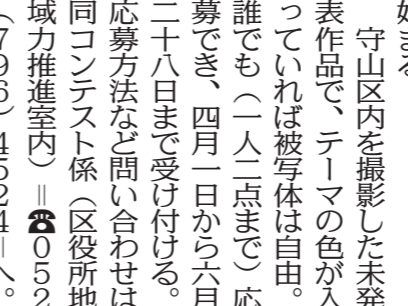 始まる
守山区内を撮影した未発
表作品で、テーマの色が入
っていれば被写体は自由。
誰でも（一人二点まで）応
募でき、四月一日から六月
二十八日まで受け付ける。
応募方法など問い合わせは
同コンテスト係（区役所地
域力推進室内）＝☎０５２
（７９６）４５２４＝へ。